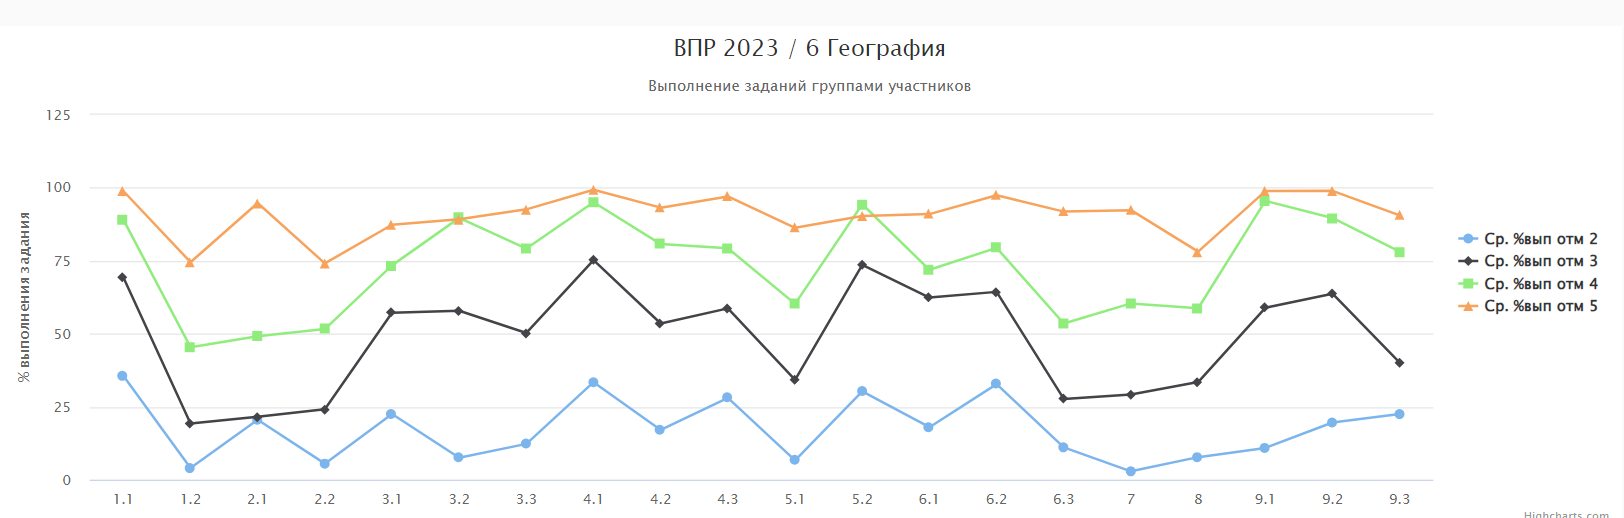 ВПР 2023 / 6 География
Выполнение заданий группами участников
% выполнения задания
125
100
75
50
25
0
1.1 1.2 2.1 2.2 3.1 3.2 3.3 4.1 4.2 4.3 5.1 5.2 6.1 6.2 6.3 7 8 9.1 9.2 9.3
Ср. %вып отм 2
Ср. %вып отм 3
Ср. %вып отм 4
Ср. %вып отм 5
Highcharts.com